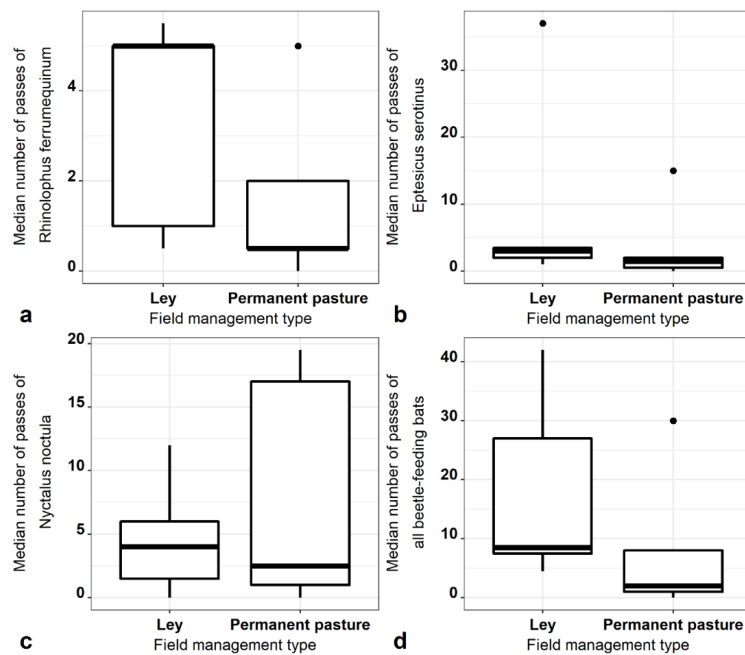 Median number of passes of
Rhinolophus ferrumequinum
4
2
0
Ley
Permanent pasture
Field management type
a
Median number of passes of
Eptesicus serotinus
30
20
10
0
Ley
Permanent pasture
Field management type
b
Median number of passes of
Nyctalus noctula
20
15
10
5
0
Ley
Permanent pasture
Field management type
c
Median number of passes of
all beetle-feeding bats
40
30
20
10
0
Ley
Permanent pasture
Field management type
d